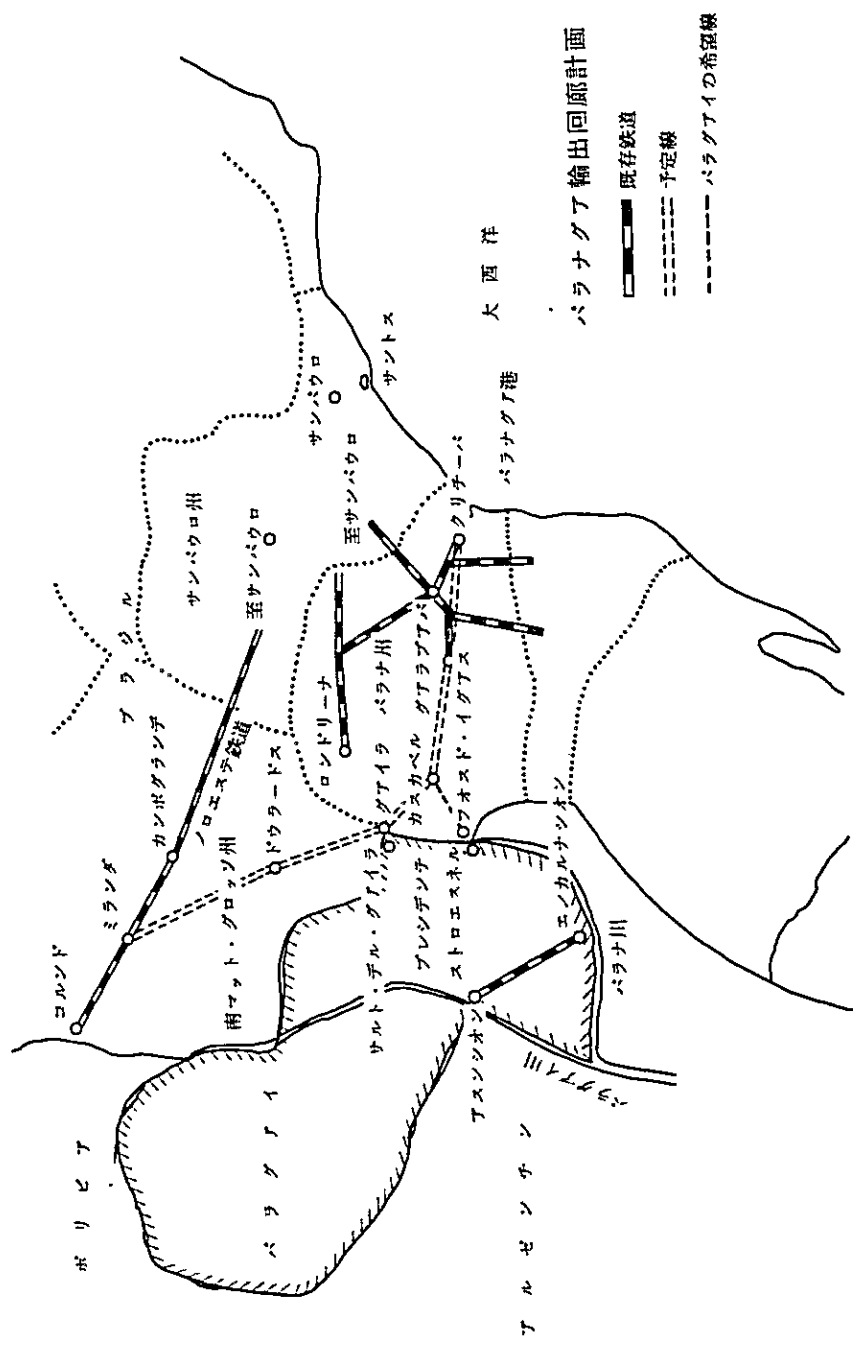 パラナグア輸出回廊計画
既存鉄道
予定線
パラグアイの希望線
大西洋
ボリビア
パラグアイ
アルゼンチン
ブラジル
コルンド
ミランダ
カンポグランデ
ノロエステ鉄道
至サンパウロ
サンパウロ州
サンパウロ
サントス
至サンパウロ
南マット・グロッソ州
ドウラードス
ロンドリーナ
パラナ川
グアイラ
サルト・デル・グアイラ
カスカベル
グアラプアバ
クリチーバ
パラナグア港
プレシデンテ
ストロエスネル
フオスド・イグアス
アスンシオン
エンカルナシオン
パラナ川
パラグアイ川